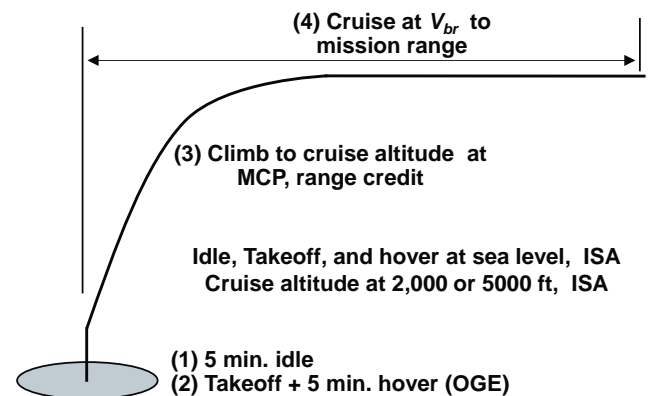 (4) Cruise at Vbr to
mission range
(3) Climb to cruise altitude at
MCP, range credit
Idle, Takeoff, and hover at sea level, ISA
Cruise altitude at 2,000 or 5000 ft, ISA
(1) 5 min. idle
(2) Takeoff + 5 min. hover (OGE)